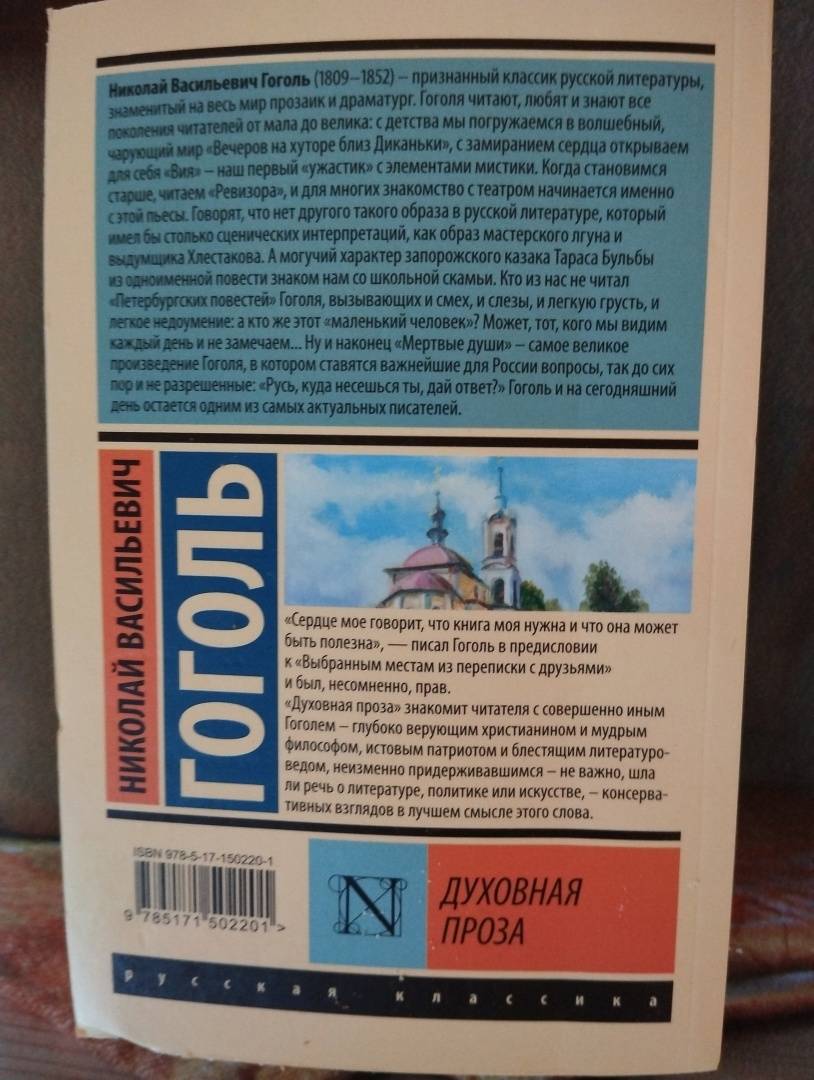 Николай Васильевич Гоголь (1809–1852) – признанный классик русской литературы,
знаменитый на весь мир прозаик и драматург. Гоголя читают, любят и знают все
поколения читателей от мала до велика: с детства мы погружаемся в волшебный,
чарующий мир «Вечеров на хуторе близ Диканьки», с замиранием сердца открываем
для себя «Вия» – наш первый «ужастик» с элементами мистики. Когда становимся
старше, читаем «Ревизора», и для многих знакомство с театром начинается именно
с этой пьесы. Говорят, что нет другого такого образа в русской литературе, который
имел бы столько сценических интерпретаций, как образ мастерского лгуна и
выдумщика Хлестакова. А могучий характер запорожского казака Тараса Бульбы
из одноименной повести знаком нам со школьной скамьи. Кто из нас не читал
«Петербургских повестей» Гоголя, вызывающих и смех, и слезы, и легкую грусть, и
легкое недоумение: а кто же этот «маленький человек»? Может, тот, кого мы видим
каждый день и не замечаем... Ну и наконец «Мертвые души» – самое великое
произведение Гоголя, в котором ставятся важнейшие для России вопросы, так до сих
пор и не разрешенные: «Русь, куда несешься ты, дай ответ?» Гоголь и на сегодняшний
день остается одним из самых актуальных писателей.
НИКОЛАЙ ВАСИЛЬЕВИЧ
ГОГОЛЬ
«Сердце мое говорит, что книга моя нужна и что она может
быть полезна», — писал Гоголь в предисловии
к «Выбранным местам из переписки с друзьями»
и был, несомненно, прав.
«Духовная проза» знакомит читателя с совершенно иным
Гоголем – глубоко верующим христианином и мудрым
философом, истовым патриотом и блестящим литературо-
ведом, неизменно придерживавшимся – не важно, шла
ли речь о литературе, политике или искусстве, – консерва-
тивных взглядов в лучшем смысле этого слова.
ISBN 978-5-17-150220-1
9 785171 502201 >
N
ДУХОВНАЯ
ПРОЗА
русская классика